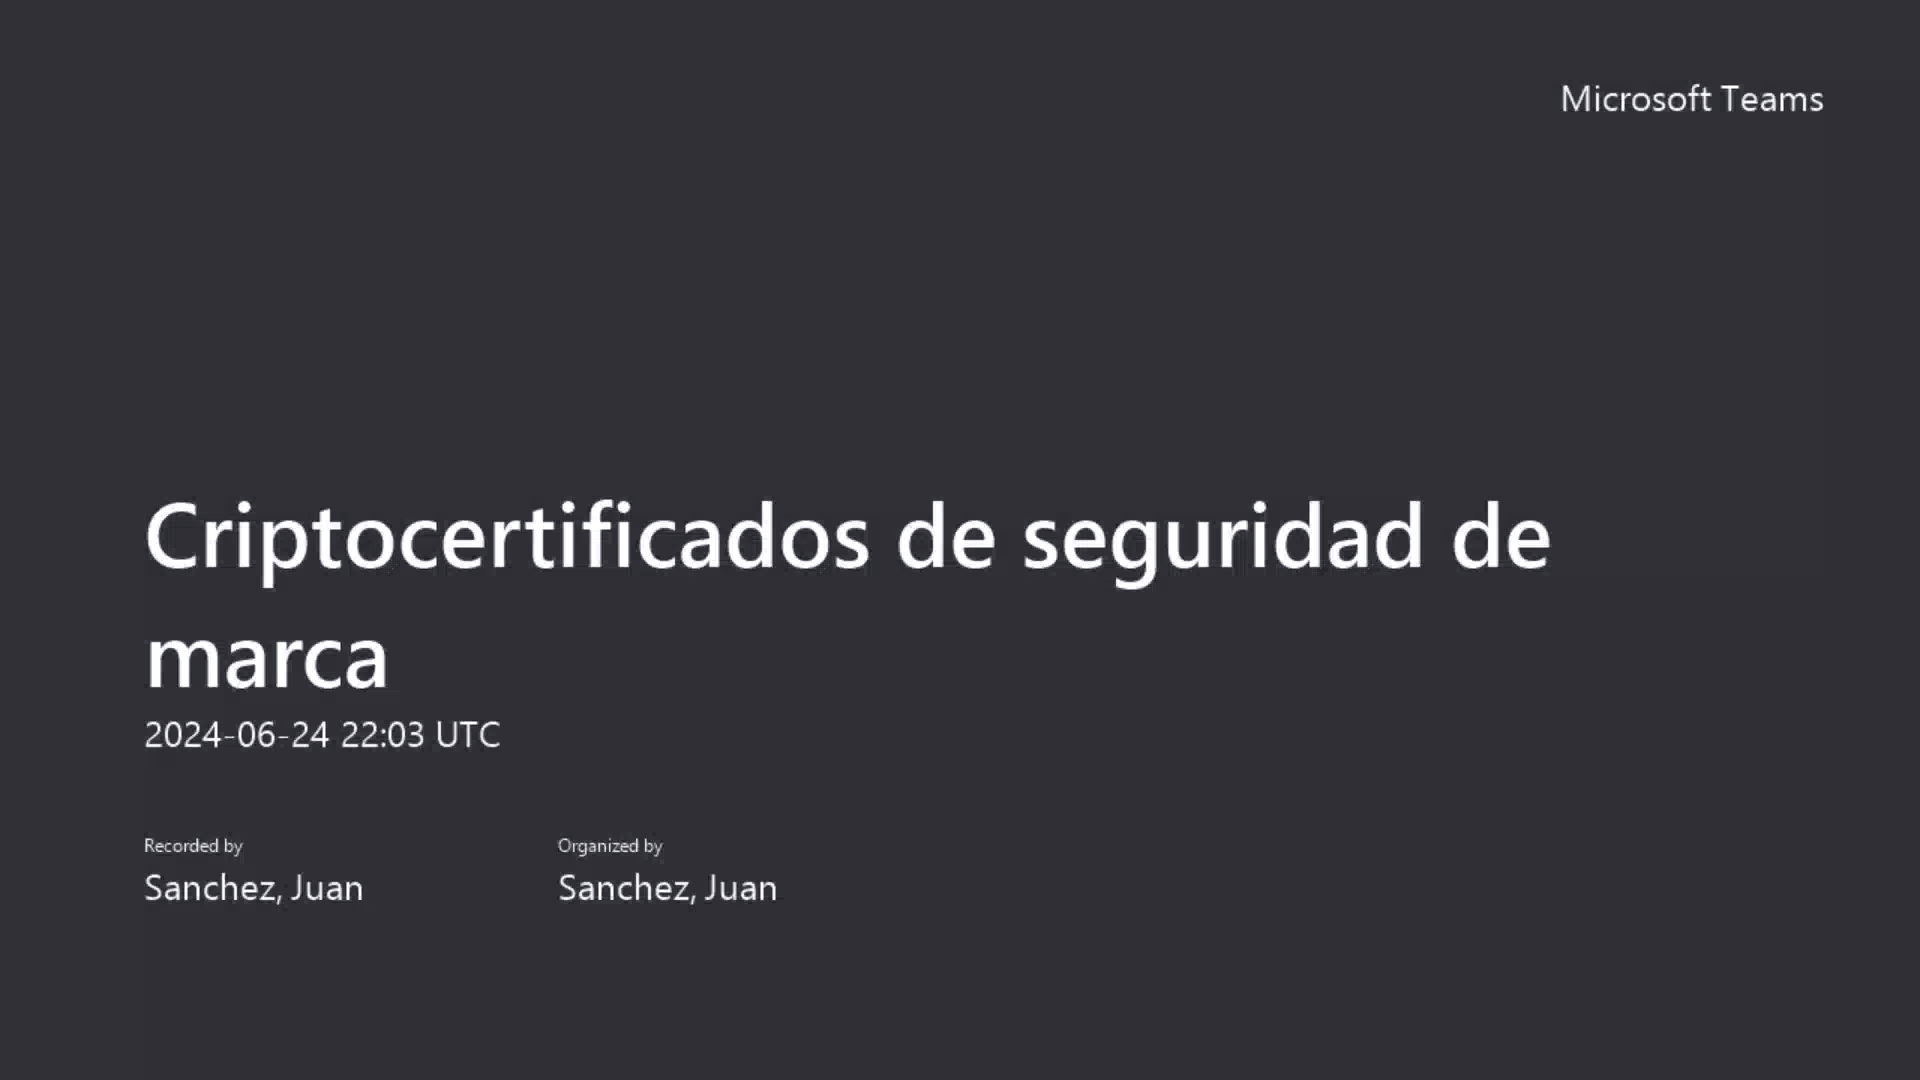 Microsoft Teams
Criptocertificados de seguridad de
marca
2024-06-24 22:03 UTC
Recorded by
Organized by
Sanchez, Juan
Sanchez, Juan